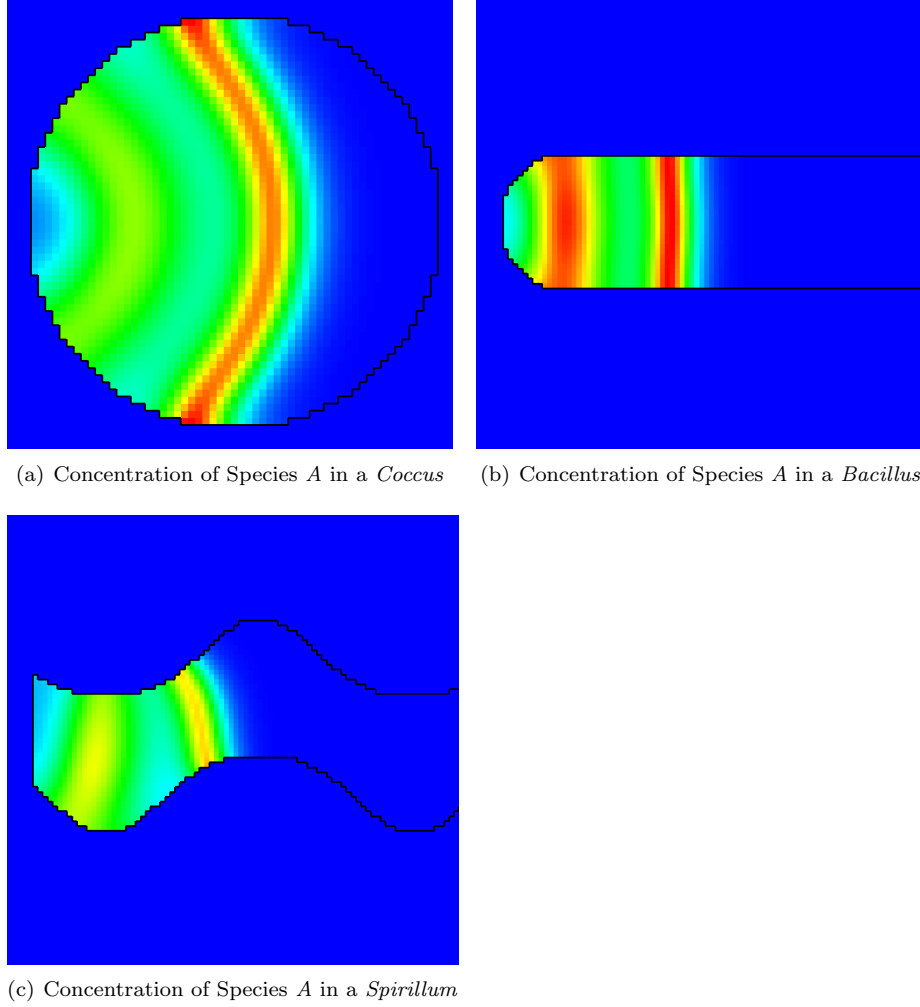 (a) Concentration of Species A in a Coccus
(b) Concentration of Species A in a Bacillus
(c) Concentration of Species A in a Spirillum